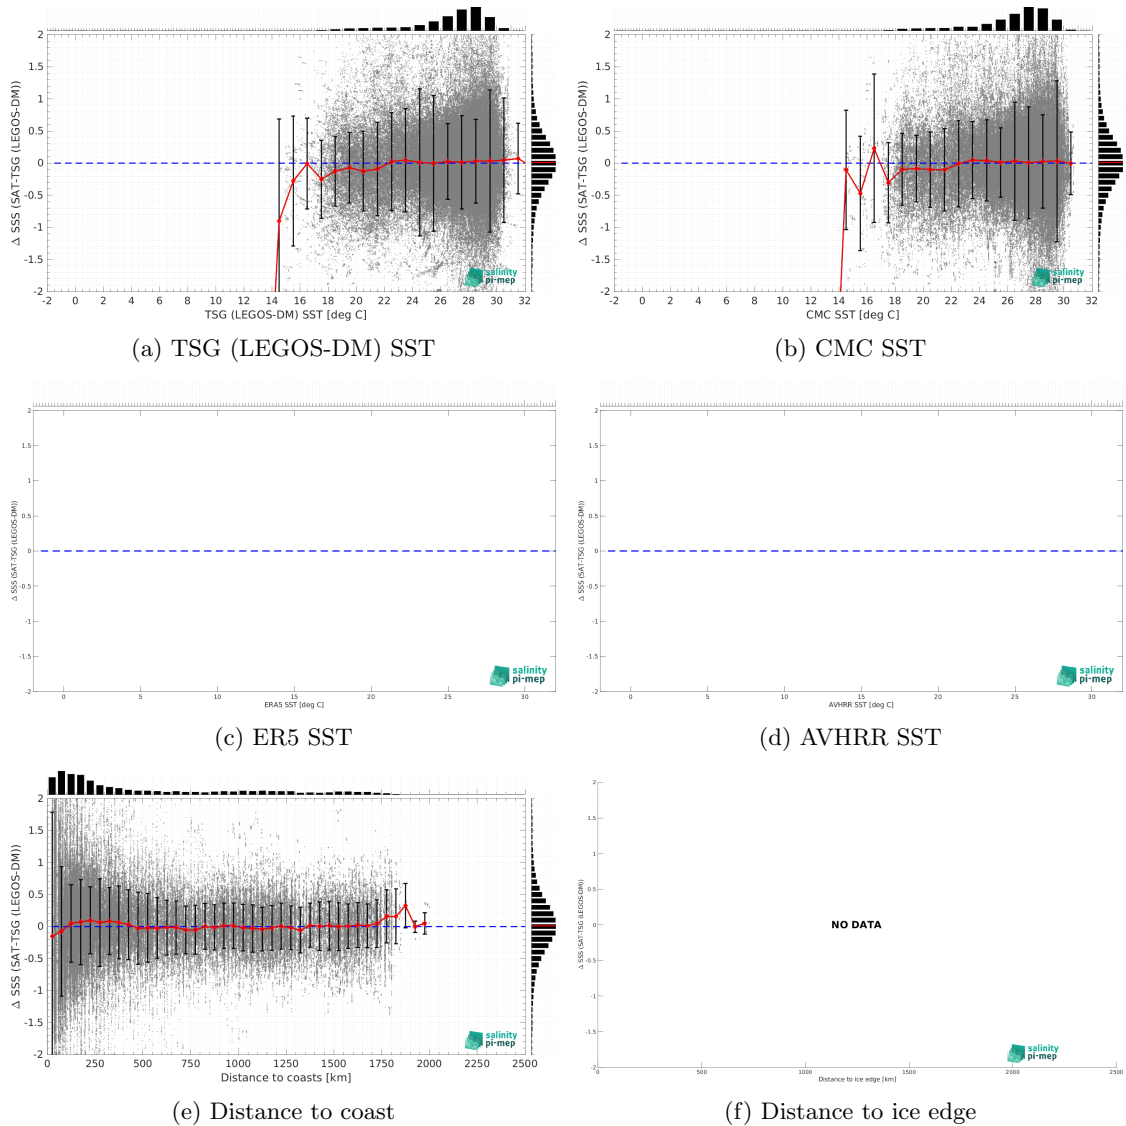 2
1.5
1
0.5
0
-0.5
-1
-1.5
-2
Δ SSS (SAT-TSG (LEGOS-DM))
-2 0 2 4 6 8 10 12 14 16 18 20 22 24 26 28 30 32
TSG (LEGOS-DM) SST [deg C]
salinity
pi-mep
(a) TSG (LEGOS-DM) SST
2
1.5
1
0.5
0
-0.5
-1
-1.5
-2
Δ SSS (SAT-TSG (LEGOS-DM))
-2 0 2 4 6 8 10 12 14 16 18 20 22 24 26 28 30 32
CMC SST [deg C]
salinity
pi-mep
(b) CMC SST
2
1.5
1
0.5
0
-0.5
-1
-1.5
-2
Δ SSS (SAT-TSG (LEGOS-DM))
0 5 10 15 20 25 30
ERA5 SST [deg C]
salinity
pi-mep
(c) ER5 SST
2
1.5
1
0.5
0
-0.5
-1
-1.5
-2
Δ SSS (SAT-TSG (LEGOS-DM))
0 5 10 15 20 25 30
AVHRR SST [deg C]
salinity
pi-mep
(d) AVHRR SST
2
1.5
1
0.5
0
-0.5
-1
-1.5
-2
Δ SSS (SAT-TSG (LEGOS-DM))
0 250 500 750 1000 1250 1500 1750 2000 2250 2500
Distance to coasts [km]
salinity
pi-mep
(e) Distance to coast
2
1.5
1
0.5
0
-0.5
-1
-1.5
-2
Δ SSS (SAT-TSG (LEGOS-DM))
NO DATA
0 500 1000 1500 2000 2500
Distance to ice edge [km]
salinity
pi-mep
(f) Distance to ice edge